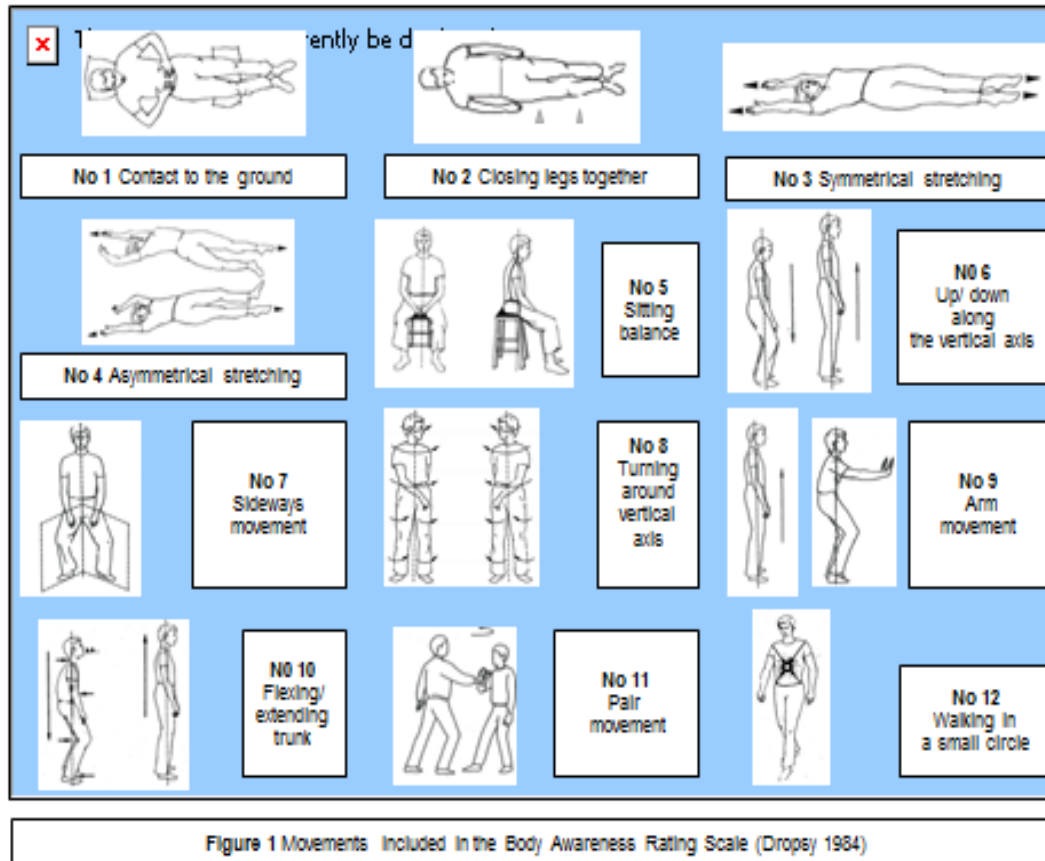 rently be d
No 1 Contact to the ground
No 2 Closing legs together
No 3 Symmetrical stretching
No 4 Asymmetrical stretching
No 5
Sitting
balance
N0 6
Up/ down
along
the vertical axis
No 7
Sideways
movement
No 8
Turning
around
vertical
axis
No 9
Arm
movement
N0 10
Flexing/
extending
trunk
No 11
Pair
movement
No 12
Walking in
a small circle
Figure 1 Movements Included in the Body Awareness Rating Scale (Dropsy 1984)